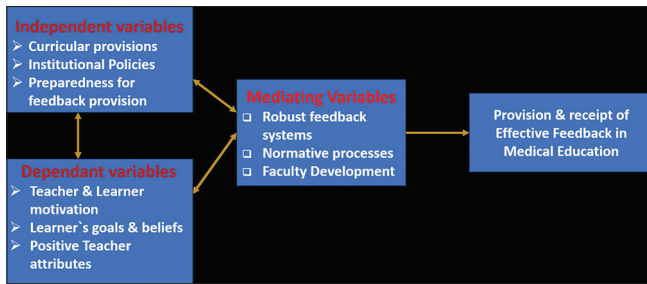 Independent variables
➢ Curricular provisions
➢ Institutional Policies
➢ Preparedness for
feedback provision
Dependant variables
➢ Teacher & Learner
motivation
➢ Learner`s goals & beliefs
➢ Positive Teacher
attributes
Mediating Variables
❑ Robust feedback
systems
❑ Normative processes
❑ Faculty Development
Provision & receipt of
Effective Feedback in
Medical Education